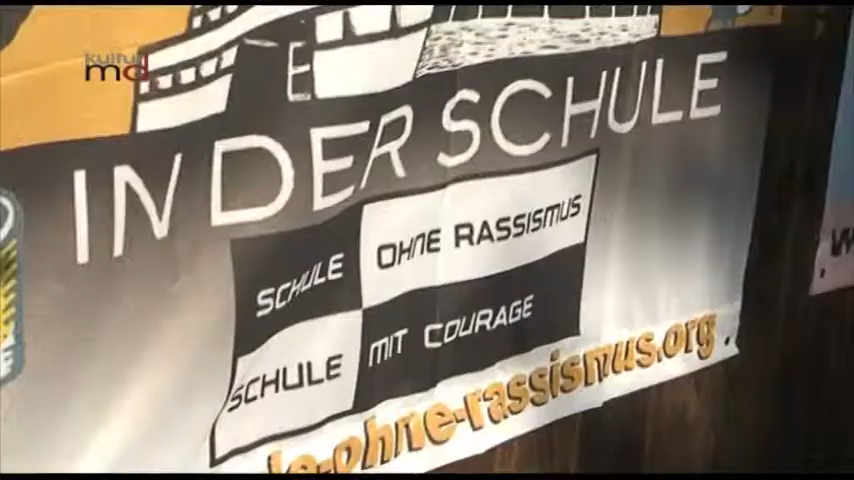 kultur
md
IN DER SCHULE
SCHULE OHNE RASSISMUS
SCHULE MIT COURAGE
-ohne-rassismus.org